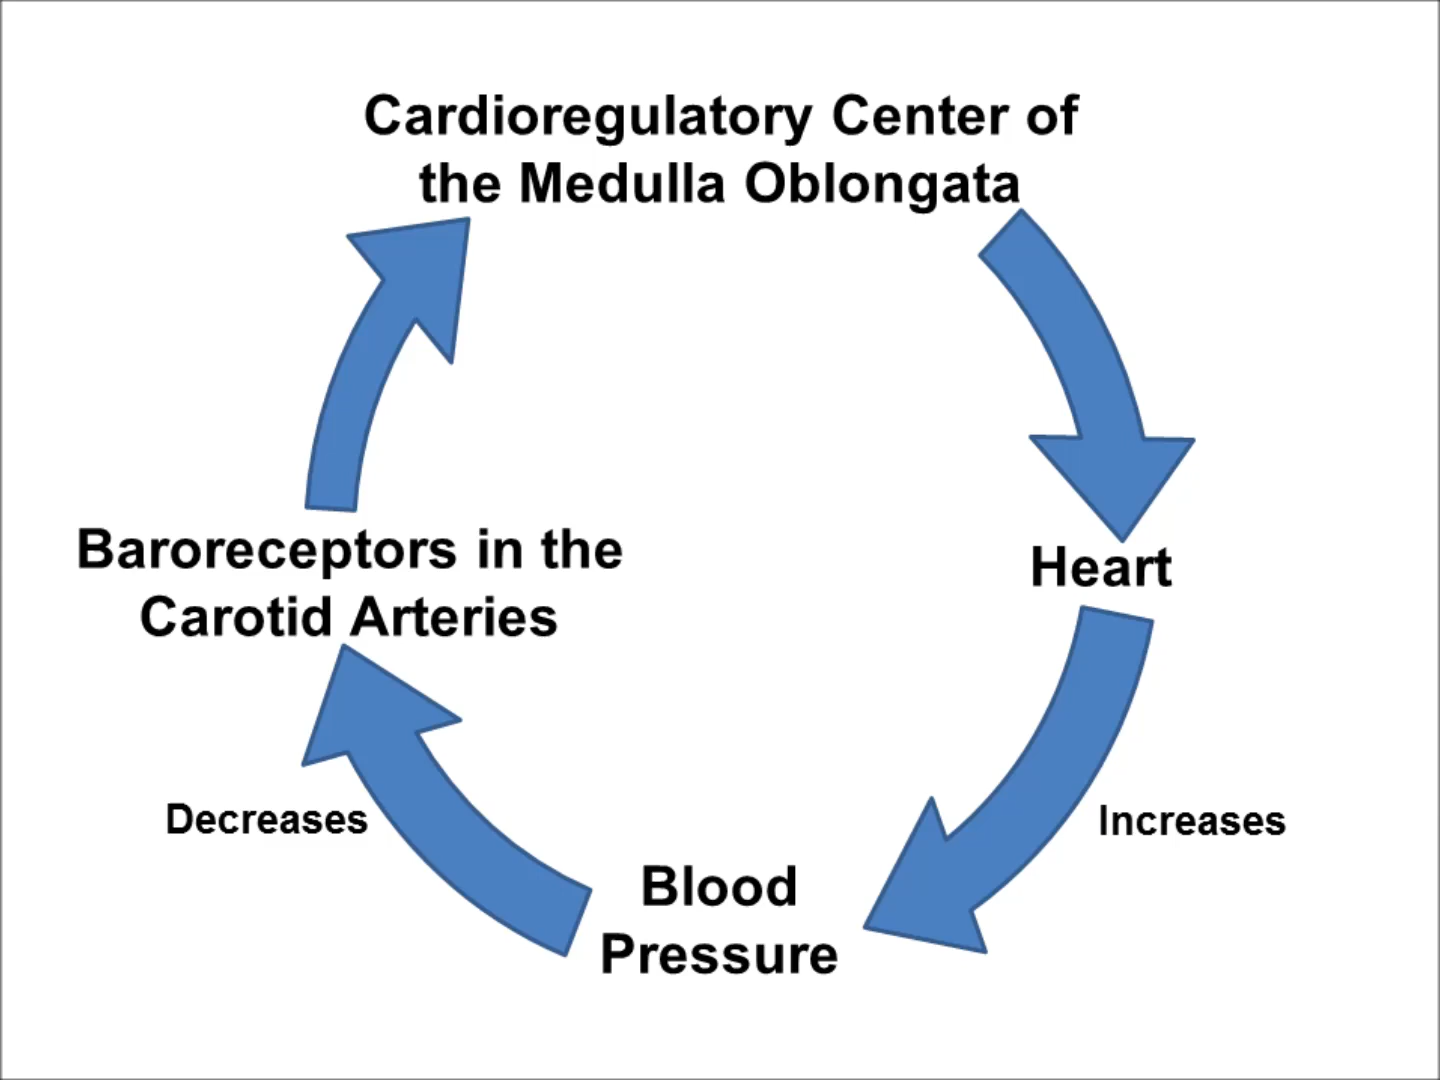 Cardioregulatory Center of
the Medulla Oblongata
Baroreceptors in the
Carotid Arteries
Heart
Decreases
Increases
Blood
Pressure